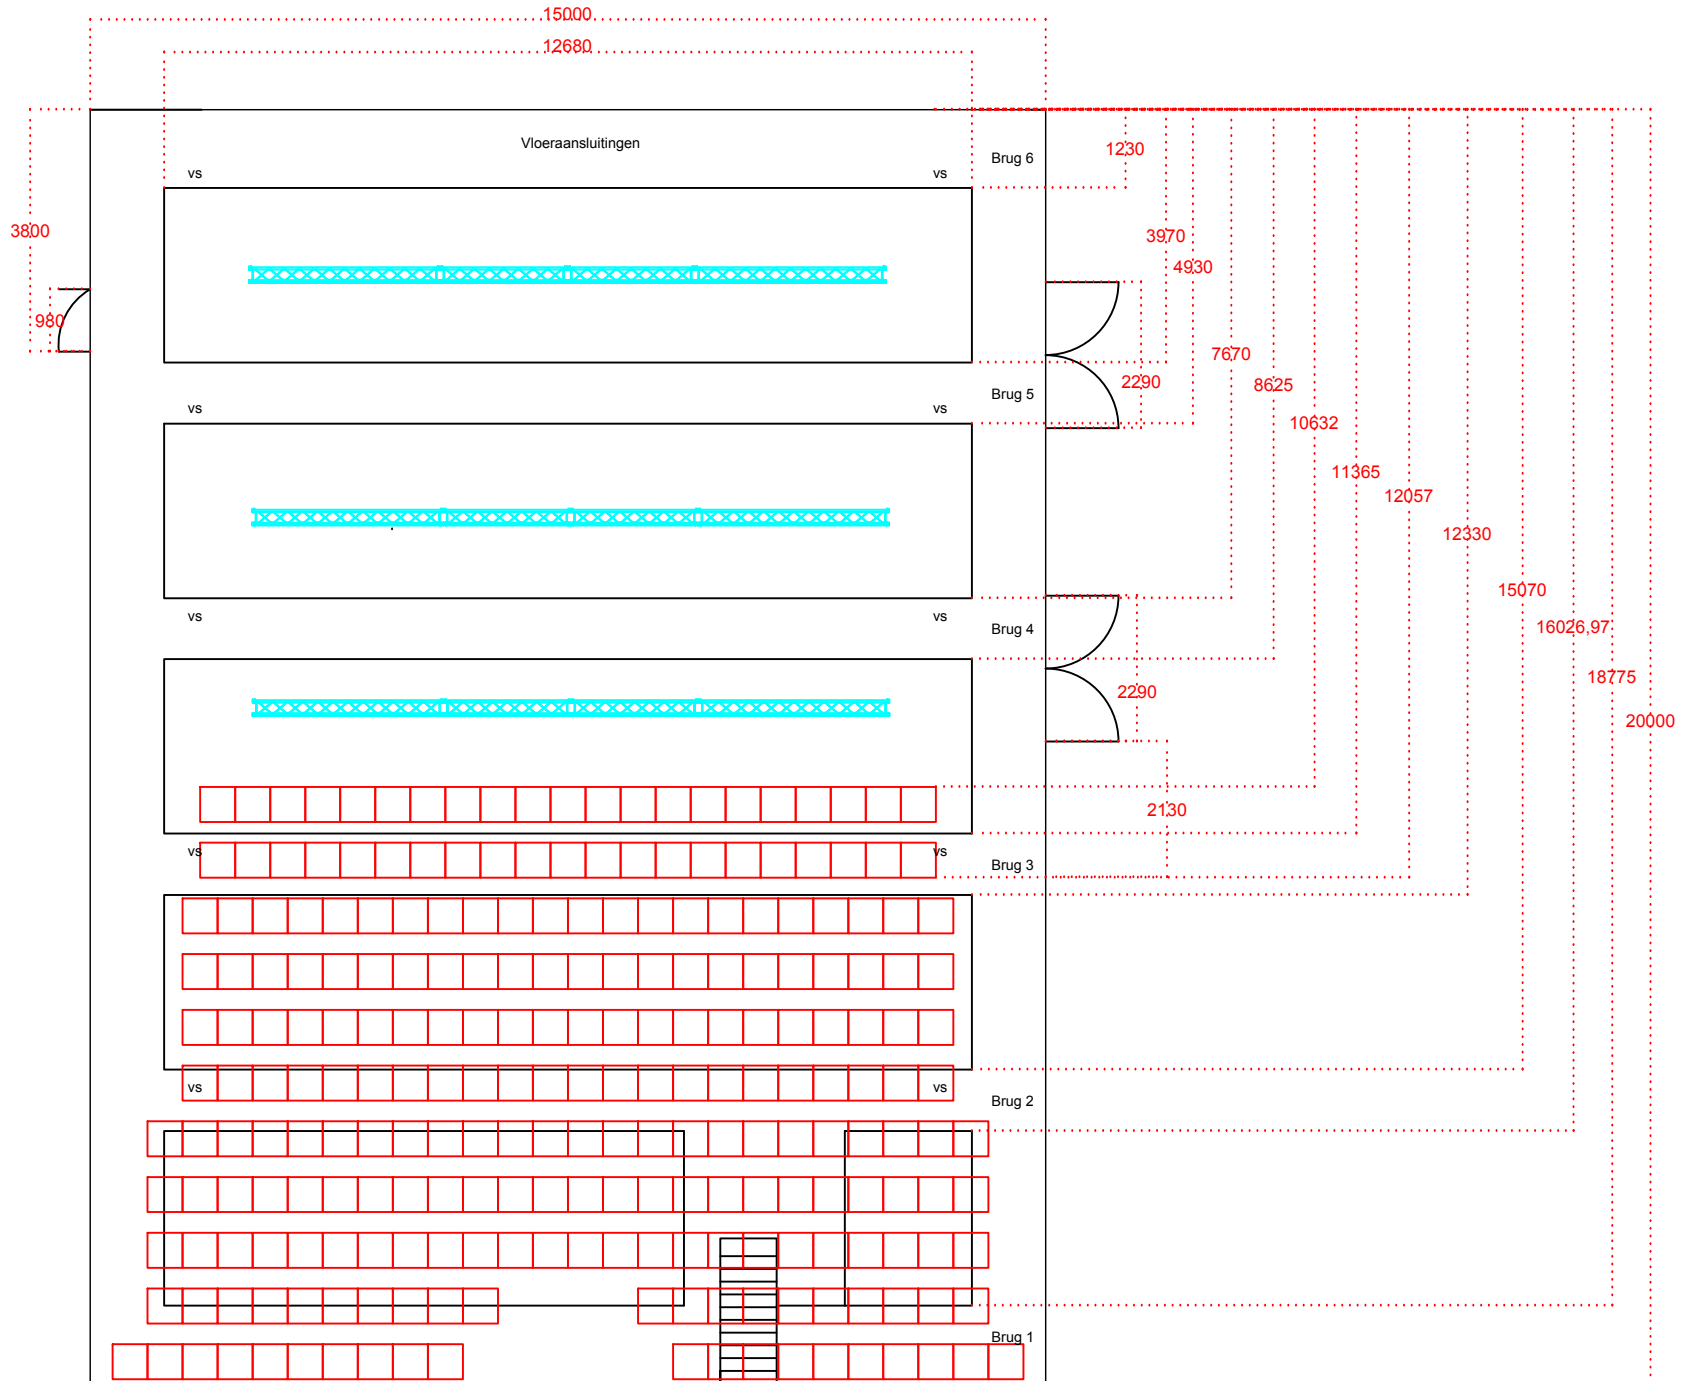 15000
12680
Vloeraansluitingen
Brug 6
1230
vs
vs
3800
3970
4930
980
7670
2290
8625
Brug 5
vs
vs
10632
11365
12057
12330
15070
vs
vs
Brug 4
16026,97
18775
2290
20000
2130
vs
vs
Brug 3
vs
vs
Brug 2
Brug 1